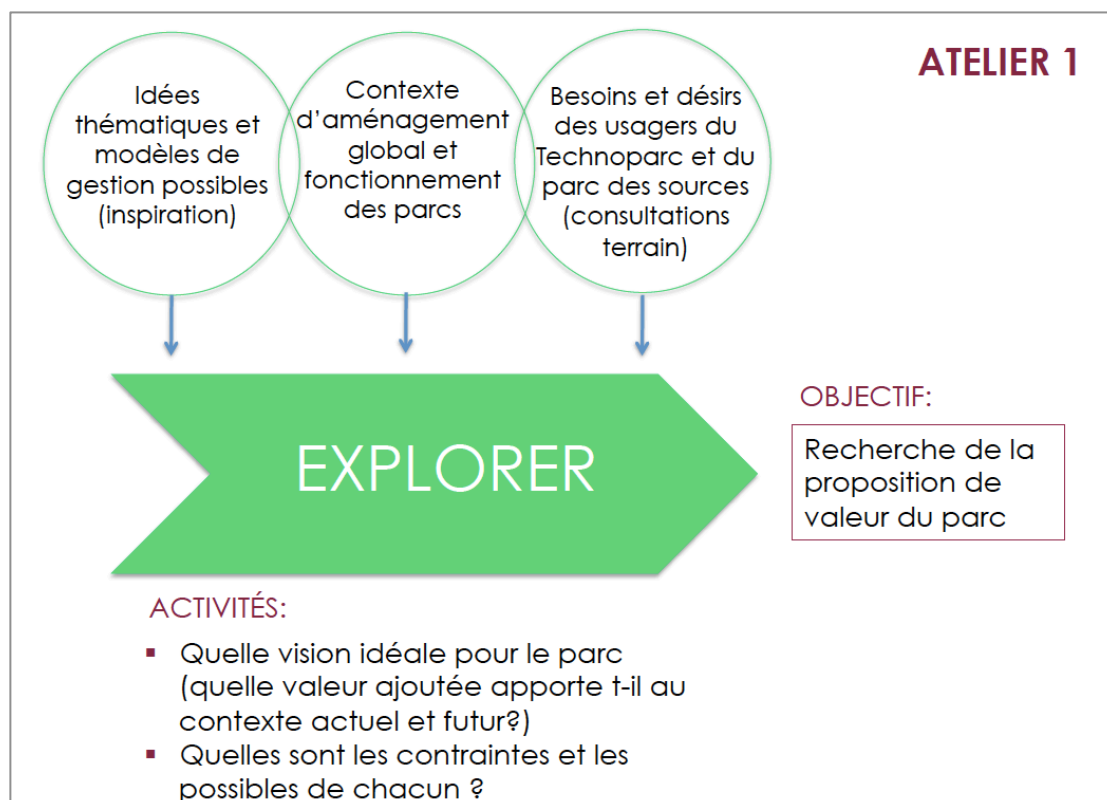 ATELIER 1
Idées
thématiques et
modèles de
gestion possibles
(inspiration)
Contexte
d'aménagement
global et
fonctionnement
des parcs
Besoins et désirs
des usagers du
Technoparc et du
parc des sources
(consultations
terrain)
EXPLORER
OBJECTIF:
Recherche de la
proposition de
valeur du parc
ACTIVITÉS:
▪ Quelle vision idéale pour le parc
(quelle valeur ajoutée apporte t-il au
contexte actuel et futur?)
▪ Quelles sont les contraintes et les
possibles de chacun ?